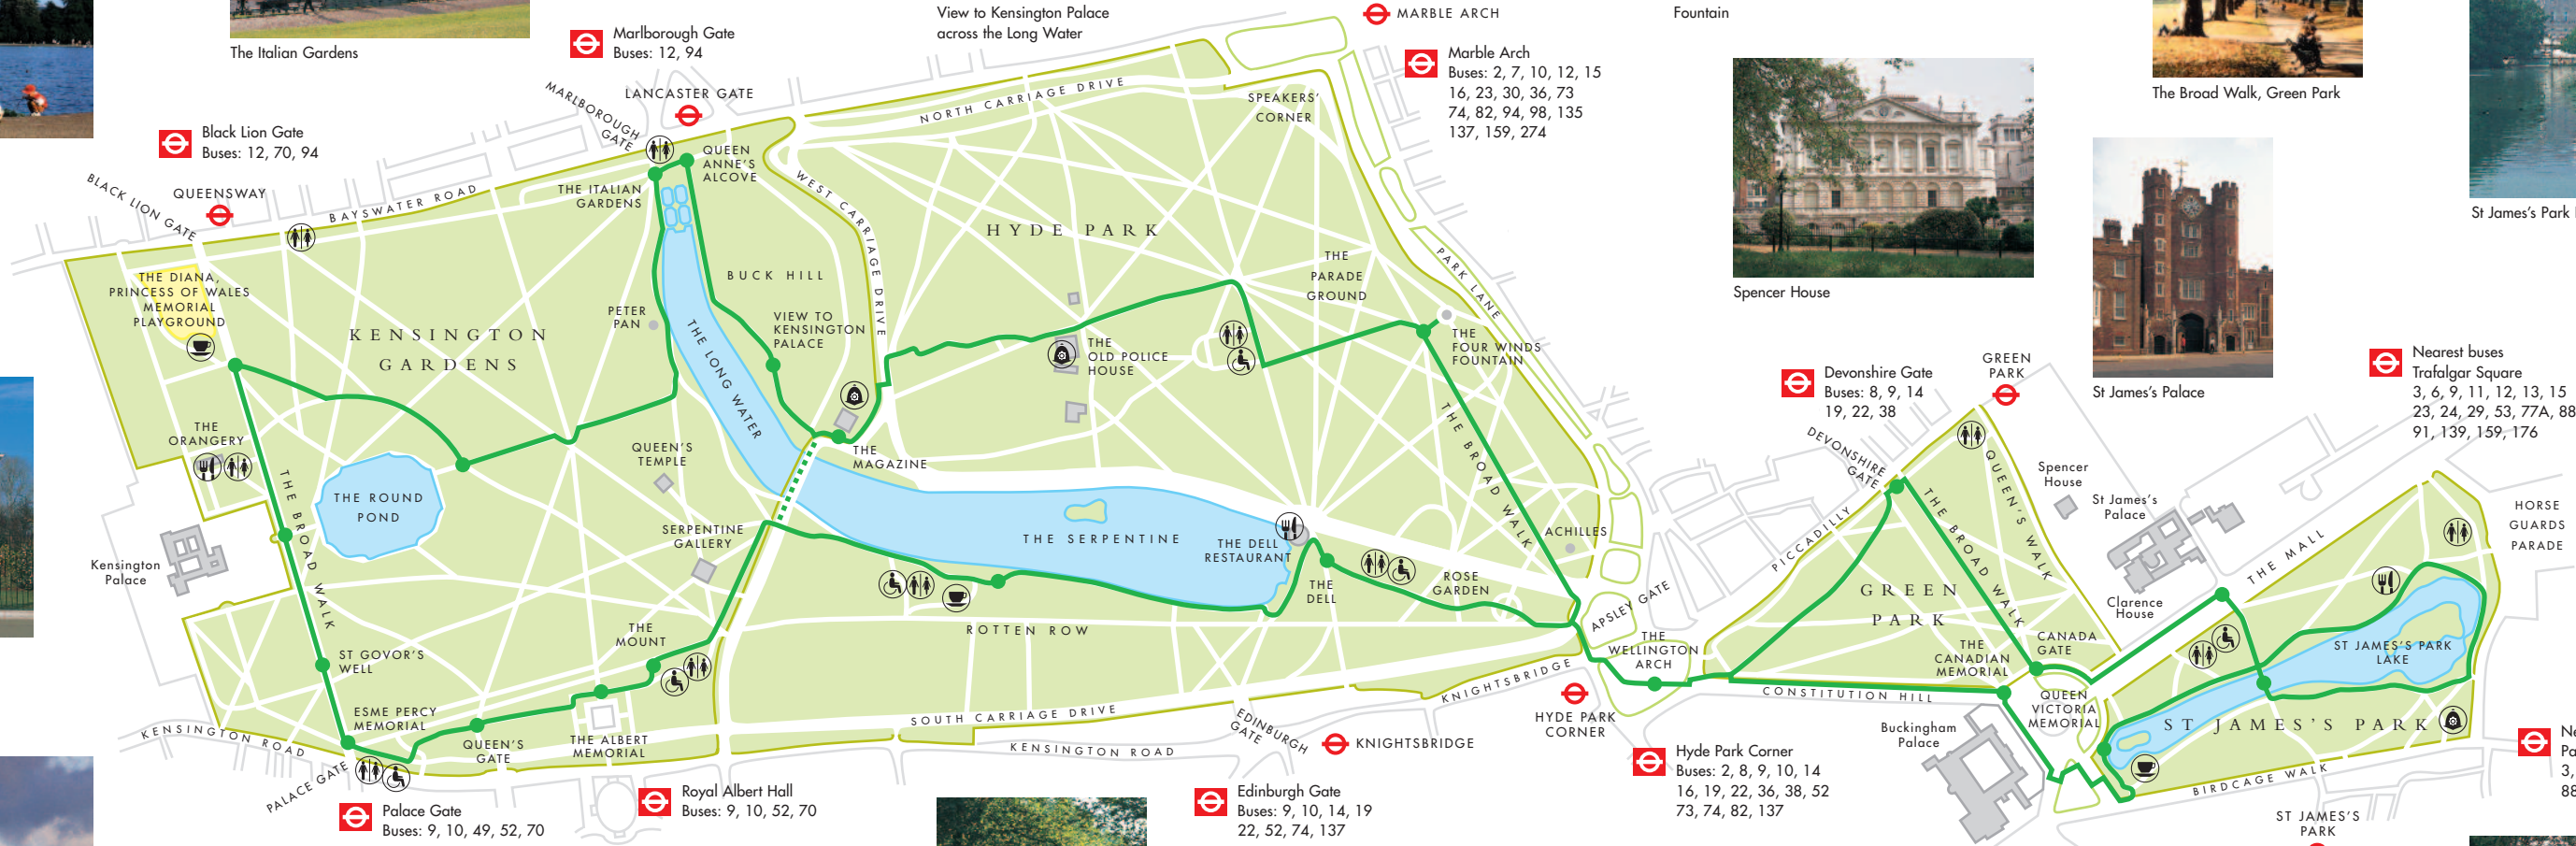 The Italian Gardens
View to Kensington Palace
across the Long Water
Fountain
The Broad Walk, Green Park
Spencer House
St James's Palace
St James's Park
MARBLE ARCH
Marlborough Gate
Buses: 12, 94
Marble Arch
Buses: 2, 7, 10, 12, 15
16, 23, 30, 36, 73
74, 82, 94, 98, 135
137, 159, 274
Black Lion Gate
Buses: 12, 70, 94
LANCASTER GATE
MARLBOROUGH
GATE
QUEENSWAY
BLACK LION GATE
BAYSWATER ROAD
NORTH CARRIAGE DRIVE
SPEAKERS'
CORNER
QUEEN
ANNE'S
ALCOVE
THE ITALIAN
GARDENS
WEST CARRIAGE DRIVE
HYDE PARK
THE DIANA,
PRINCESS OF WALES
MEMORIAL
PLAYGROUND
KENSINGTON
GARDENS
PETER
PAN
BUCK HILL
THE LONG WATER
VIEW TO
KENSINGTON
PALACE
THE
PARADE
GROUND
PARK LANE
THE
OLD POLICE
HOUSE
THE
FOUR WINDS
FOUNTAIN
THE
ORANGERY
THE BROAD WALK
THE ROUND
POND
QUEEN'S
TEMPLE
THE
MAGAZINE
SERPENTINE
GALLERY
THE SERPENTINE
THE DELL
RESTAURANT
THE
DELL
THE BROAD WALK
ACHILLES
ROSE
GARDEN
Kensington
Palace
ST GOVOR'S
WELL
THE
MOUNT
ROTTEN ROW
ESME PERCY
MEMORIAL
QUEEN'S
GATE
THE ALBERT
MEMORIAL
KENSINGTON ROAD
PALACE GATE
SOUTH CARRIAGE DRIVE
KENSINGTON ROAD
EDINBURGH
GATE
KNIGHTSBRIDGE
KNIGHTSBRIDGE
APSLEY GATE
THE
WELLINGTON
ARCH
HYDE PARK
CORNER
Palace Gate
Buses: 9, 10, 49, 52, 70
Royal Albert Hall
Buses: 9, 10, 52, 70
Edinburgh Gate
Buses: 9, 10, 14, 19
22, 52, 74, 137
Hyde Park Corner
Buses: 2, 8, 9, 10, 14
16, 19, 22, 36, 38, 52
73, 74, 82, 137
Devonshire Gate
Buses: 8, 9, 14
19, 22, 38
GREEN
PARK
DEVONSHIRE
GATE
PICCADILLY
QUEEN'S WALK
THE BROAD WALK
GREEN
PARK
Spencer
House
St James's
Palace
Clarence
House
THE MALL
CANADA
GATE
THE
CANADIAN
MEMORIAL
CONSTITUTION HILL
QUEEN
VICTORIA
MEMORIAL
Buckingham
Palace
Nearest buses
Trafalgar Square
3, 6, 9, 11, 12, 13, 15
23, 24, 29, 53, 77A, 88
91, 139, 159, 176
HORSE
GUARDS
PARADE
ST JAMES'S PARK
LAKE
ST JAMES'S PARK
BIRDCAGE WALK
ST JAMES'S
PARK
Ne
Pa
3,
88